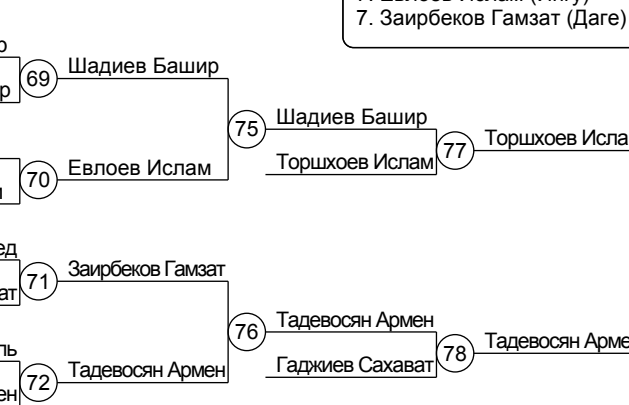 7. Заирбеков Гамзат (Даге)
69
Шадиев Башир
75
Шадиев Башир
Торшхоев Ислам
77
70
Евлоев Ислам
71
Заирбеков Гамзат
76
Тадевосян Армен
Гаджиев Сахават
78
72
Тадевосян Армен